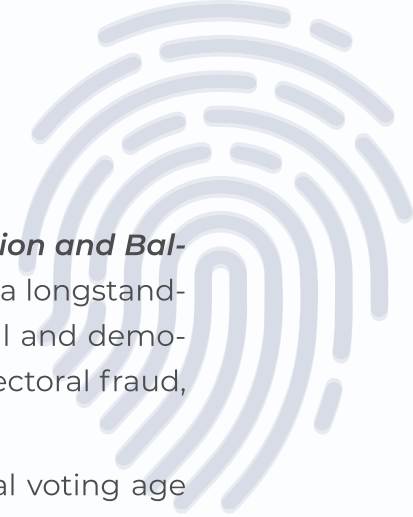 ion and Bal-
a longstand-
l and demo-
ectoral fraud,
al voting age